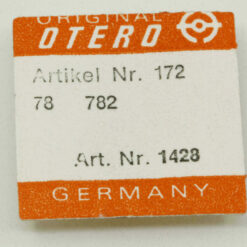 ORIGINAL
OTERO
Artikel Nr. 172
78 782
Art. Nr. 1428
GERMANY